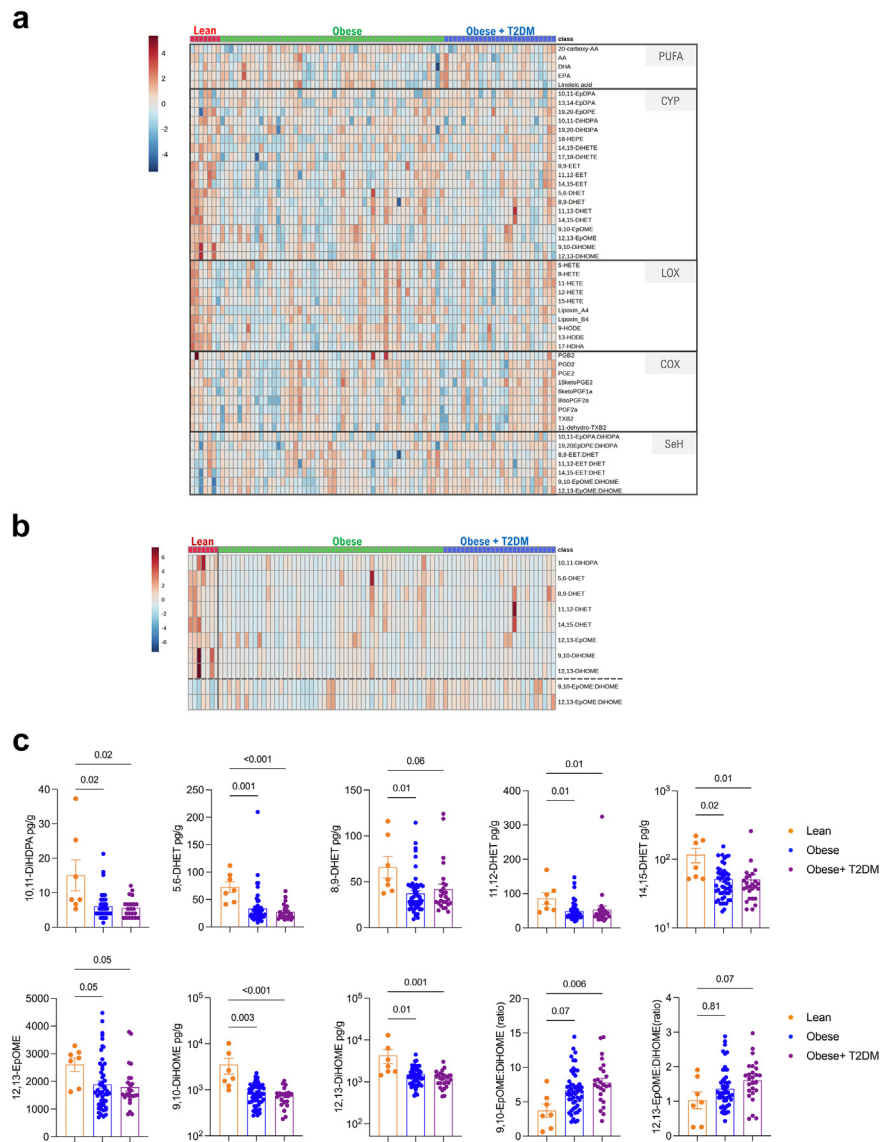 a
Lean Obese Obese + T2DM
class
4
2
0
-2
-4
20-carboxy-AA
AA
DHA
EPA
Linoleic acid
PUFA
10,11-EpDPA
13,14-EpDPA
19,20-EpDPE
10,11-DiHDPA
19,20-DiHDPA
18-HEPE
14,15-DiHETE
17,18-DiHETE
8,9-EET
11,12-EET
14,15-EET
5,6-DHET
8,9-DHET
11,12-DHET
14,15-DHET
9,10-EpOME
12,13-EpOME
9,10-DiHOME
12,13-DiHOME
CYP
5-HETE
8-HETE
11-HETE
12-HETE
15-HETE
Lipoxin_A4
Lipoxin_B4
9-HODE
13-HODE
17-HDHA
LOX
PGB2
PGD2
PGE2
15ketoPGE2
6ketoPGF1a
8isoPGF2a
PGF2a
TXB2
11-dehydro-TXB2
COX
10,11-EpDPA:DiHDPA
19,20EpDPE:DiHDPA
8,9-EET:DHET
11,12-EET:DHET
14,15-EET:DHET
9,10-EpOME:DiHOME
12,13-EpOME:DiHOME
SeH
b
Lean Obese Obese + T2DM
class
6
4
2
0
-2
-4
-6
10,11-DiHDPA
5,6-DHET
8,9-DHET
11,12-DHET
14,15-DHET
12,13-EpOME
9,10-DiHOME
12,13-DiHOME
9,10-EpOME:DiHOME
12,13-EpOME:DiHOME
c
0.02
0.02
40
30
20
10
0
10,11-DiHDPA pg/g
<0.001
0.001
250
200
150
100
50
0
5,6-DHET pg/g
0.06
0.01
150
100
50
0
8,9-DHET pg/g
0.01
0.01
400
300
200
100
0
11,12-DHET pg/g
0.01
0.02
10³
10²
10¹
14,15-DHET pg/g
Lean
Obese
Obese+ T2DM
0.05
0.05
5000
4000
3000
2000
1000
0
12,13-EpOME
<0.001
0.003
10⁵
10⁴
10³
10²
10¹
9,10-DiHOME pg/g
0.001
0.01
10⁵
10⁴
10³
10²
10¹
12,13-DiHOME pg/g
0.006
0.07
20
15
10
5
0
9,10-EpOME:DiHOME (ratio)
0.07
0.81
4
3
2
1
0
12,13-EpOME:DiHOME(ratio)
Lean
Obese
Obese+ T2DM